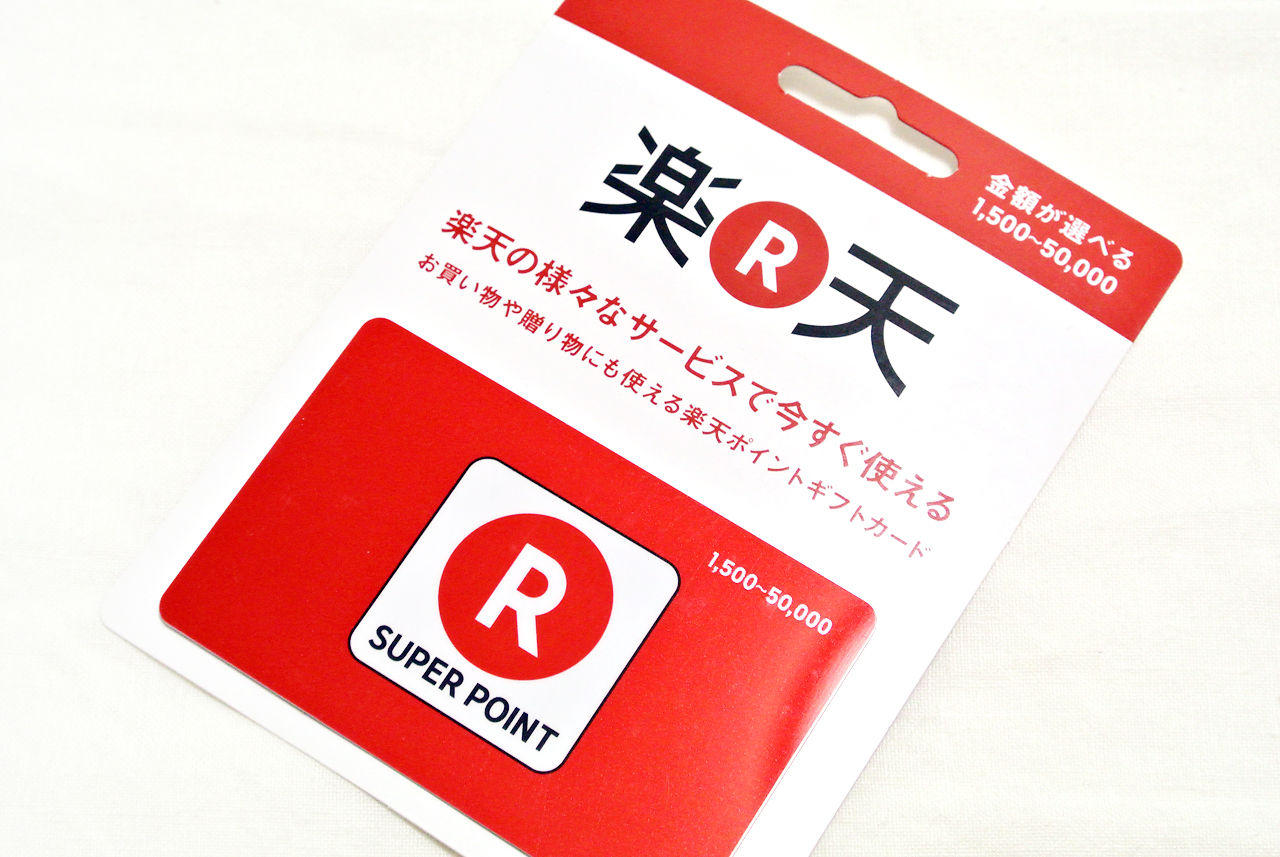 金額が選べる
1,500~50,000
楽R天
楽天の様々なサービスで今すぐ使える
お買い物や贈り物にも使える楽天ポイントギフトカード
1,500~50,000
R
SUPER POINT